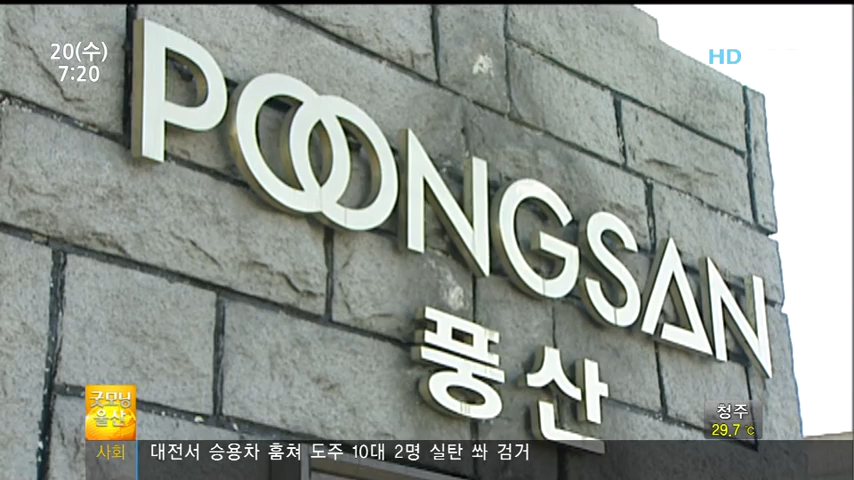 20(수)
7:20
HD
POONGSAN
풍산
굿모닝
울산
청주
29.7℃
사회
대전서 승용차 훔쳐 도주 10대 2명 실탄 쏴 검거